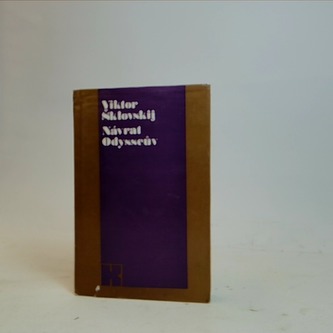 Viktor
Šklovskij
Návrat
Odysseův